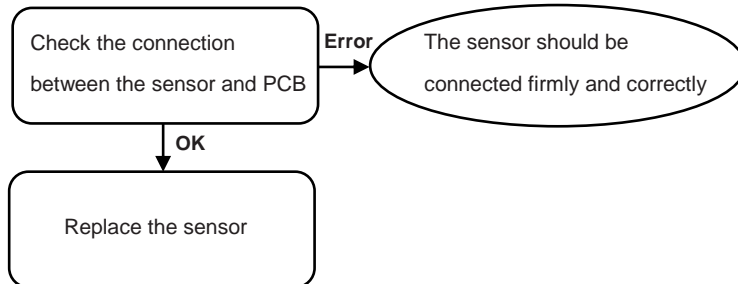 Check the connection
between the sensor and PCB
Error
The sensor should be
connected firmly and correctly
OK
Replace the sensor